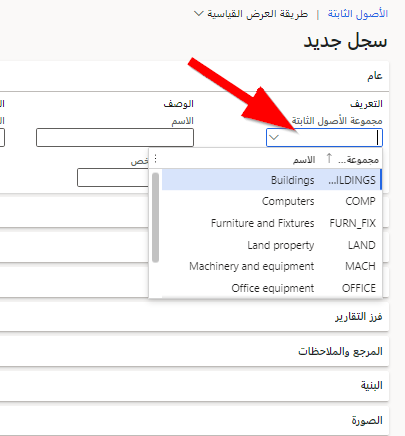 الأصول الثابتة | طريقة العرض القياسية
سجل جديد
عام
التعريف
الوصف
مجموعة الأصول الثابتة
الاسم
مجموعة...
الاسم
...ILDINGS Buildings
COMP Computers
FURN_FIX Furniture and Fixtures
LAND Land property
MACH Machinery and equipment
OFFICE Office equipment
فرز التقارير
المرجع والملاحظات
البنية
الصورة